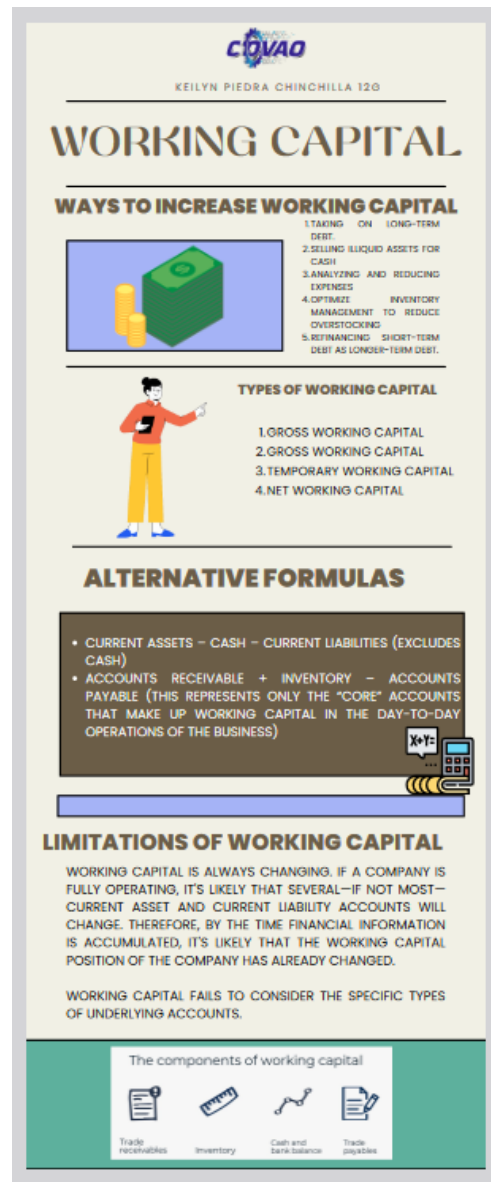 COVAO
KEILYN PIEDRA CHINCHILLA 12G
WORKING CAPITAL
WAYS TO INCREASE WORKING CAPITAL
1.TAKING ON LONG-TERM
DEBT.
2.SELLING ILLIQUID ASSETS FOR
CASH
3.ANALYZING AND REDUCING
EXPENSES
4.OPTIMIZE INVENTORY
MANAGEMENT TO REDUCE
OVERSTOCKING
5.REFINANCING SHORT-TERM
DEBT AS LONGER-TERM DEBT.
TYPES OF WORKING CAPITAL
1.GROSS WORKING CAPITAL
2.GROSS WORKING CAPITAL
3.TEMPORARY WORKING CAPITAL
4.NET WORKING CAPITAL
ALTERNATIVE FORMULAS
• CURRENT ASSETS – CASH – CURRENT LIABILITIES (EXCLUDES
CASH)
• ACCOUNTS RECEIVABLE + INVENTORY – ACCOUNTS
PAYABLE (THIS REPRESENTS ONLY THE “CORE” ACCOUNTS
THAT MAKE UP WORKING CAPITAL IN THE DAY-TO-DAY
OPERATIONS OF THE BUSINESS)
X+Y=
LIMITATIONS OF WORKING CAPITAL
WORKING CAPITAL IS ALWAYS CHANGING. IF A COMPANY IS
FULLY OPERATING, IT'S LIKELY THAT SEVERAL—IF NOT MOST—
CURRENT ASSET AND CURRENT LIABILITY ACCOUNTS WILL
CHANGE. THEREFORE, BY THE TIME FINANCIAL INFORMATION
IS ACCUMULATED, IT'S LIKELY THAT THE WORKING CAPITAL
POSITION OF THE COMPANY HAS ALREADY CHANGED.
WORKING CAPITAL FAILS TO CONSIDER THE SPECIFIC TYPES
OF UNDERLYING ACCOUNTS.
The components of working capital
Trade
receivables
Inventory
Cash and
bank balance
Trade
payables